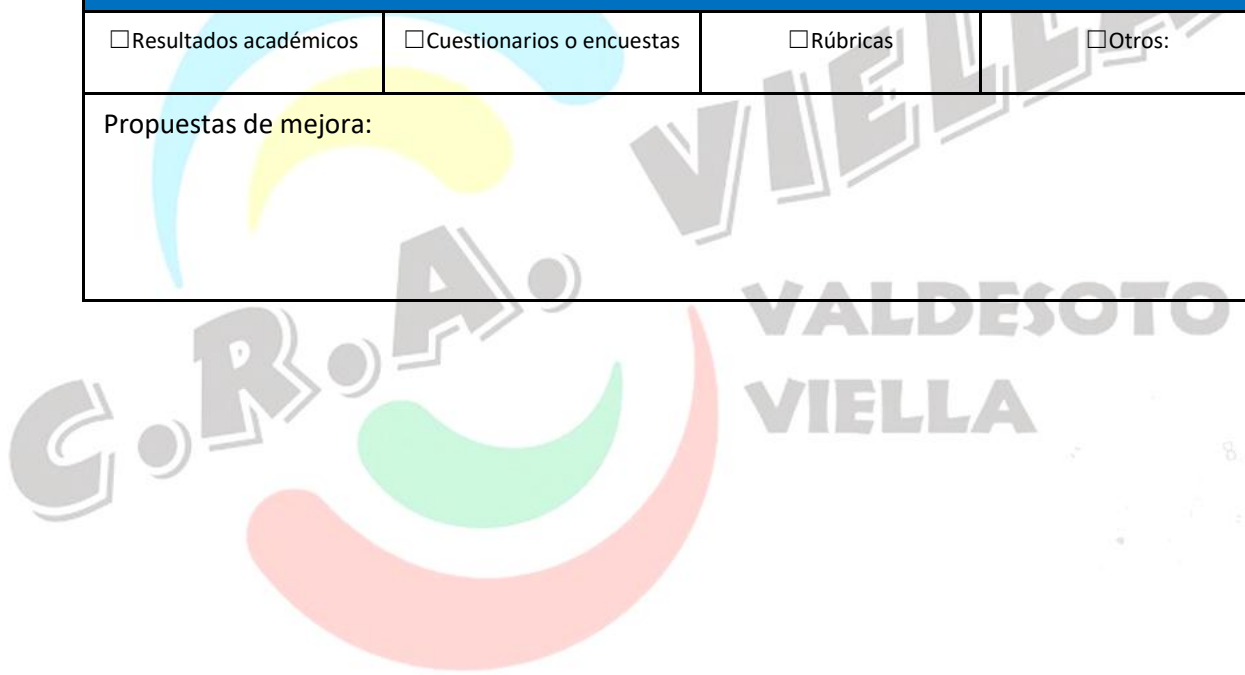 ☐Resultados académicos ☐Cuestionarios o encuestas ☐Rúbricas ☐Otros:
Propuestas de mejora:
C.R.A. VIELLA
VALDESOTO
VIELLA